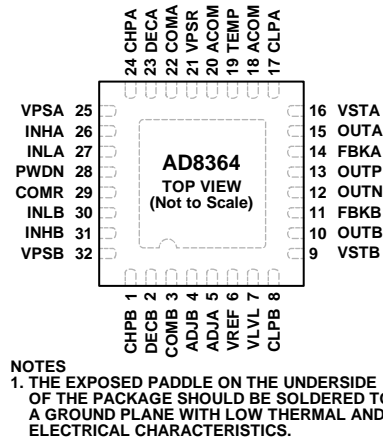 24 CHPA
23 DECA
22 COMA
21 VPSR
20 ACOM
19 TEMP
18 ACOM
17 CLPA
VPSA 25
INHA 26
INLA 27
PWDN 28
COMR 29
INLB 30
INHB 31
VPSB 32
AD8364
TOP VIEW
(Not to Scale)
16 VSTA
15 OUTA
14 FBKA
13 OUTP
12 OUTN
11 FBKB
10 OUTB
9 VSTB
CHPB 1
DECB 2
COMB 3
ADJB 4
ADJA 5
VREF 6
VLVL 7
CLPB 8
NOTES
1. THE EXPOSED PADDLE ON THE UNDERSIDE
OF THE PACKAGE SHOULD BE SOLDERED TO
A GROUND PLANE WITH LOW THERMAL AND
ELECTRICAL CHARACTERISTICS.